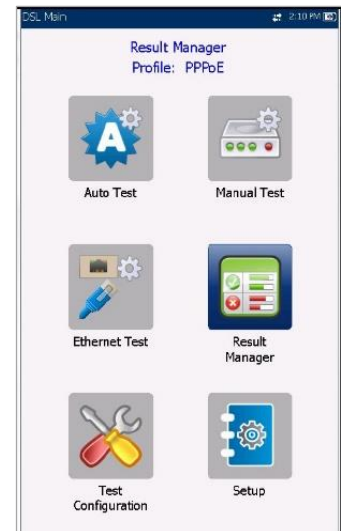 DSL Main 2:10 PM
Result Manager
Profile: PPPoE
A
Auto Test
Manual Test
Ethernet Test
Result
Manager
Test
Configuration
Setup